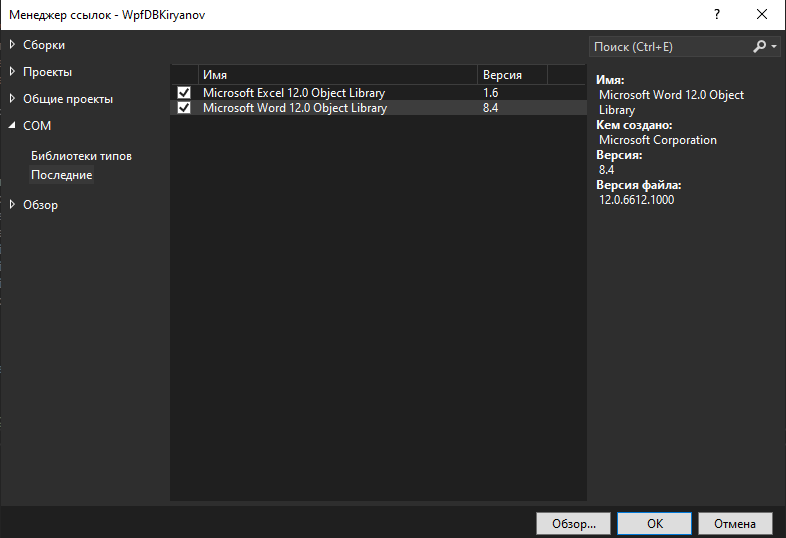 Менеджер ссылок - WpfDBKiryanov
?
Сборки
Проекты
Общие проекты
COM
Библиотеки типов
Последние
Обзор
Имя Версия
Microsoft Excel 12.0 Object Library 1.6
Microsoft Word 12.0 Object Library 8.4
Поиск (Ctrl+E)
Имя:
Microsoft Word 12.0 Object
Library
Кем создано:
Microsoft Corporation
Версия:
8.4
Версия файла:
12.0.6612.1000
Обзор... ОК Отмена